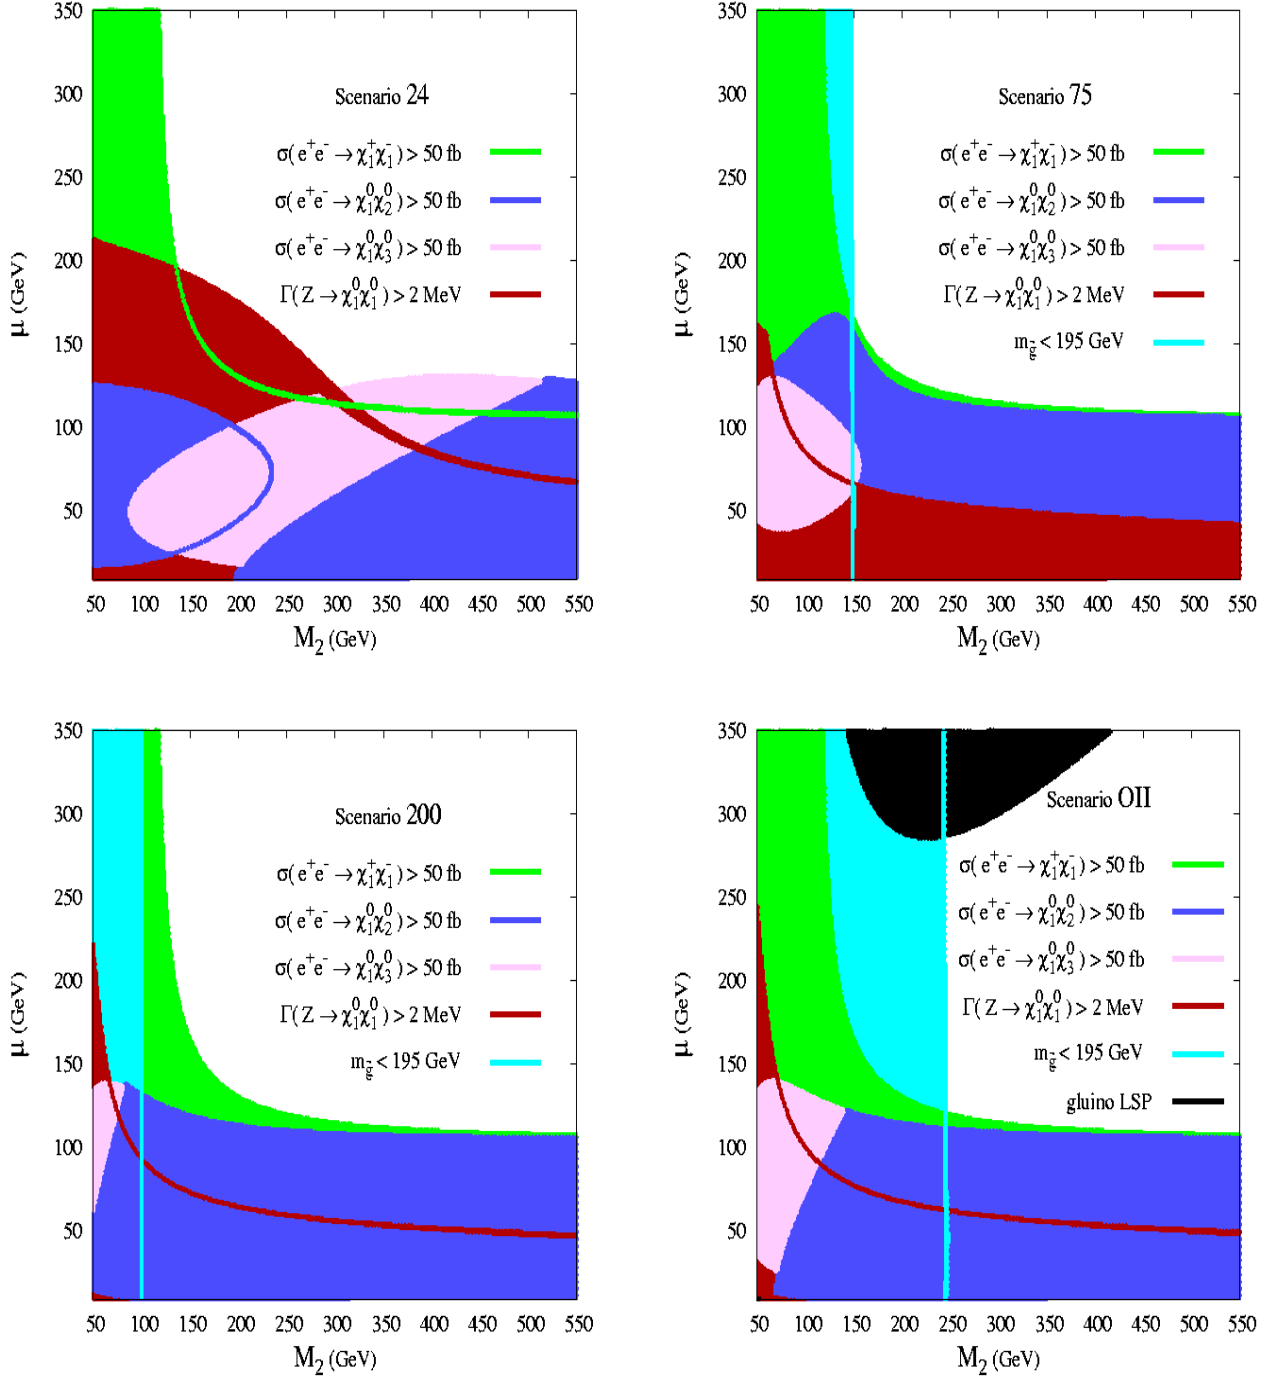 350
300
250
200
150
100
50
μ (GeV)
Scenario 24
σ( e⁺e⁻ → χ₁⁺χ₁⁻ ) > 50 fb
σ( e⁺e⁻ → χ₁⁰χ₂⁰ ) > 50 fb
σ( e⁺e⁻ → χ₁⁰χ₃⁰ ) > 50 fb
Γ( Z → χ₁⁰χ₁⁰ ) > 2 MeV
50 100 150 200 250 300 350 400 450 500 550
M₂ (GeV)
350
300
250
200
150
100
50
μ (GeV)
Scenario 75
σ( e⁺e⁻ → χ₁⁺χ₁⁻ ) > 50 fb
σ( e⁺e⁻ → χ₁⁰χ₂⁰ ) > 50 fb
σ( e⁺e⁻ → χ₁⁰χ₃⁰ ) > 50 fb
Γ( Z → χ₁⁰χ₁⁰ ) > 2 MeV
m_g̃ < 195 GeV
50 100 150 200 250 300 350 400 450 500 550
M₂ (GeV)
350
300
250
200
150
100
50
μ (GeV)
Scenario 200
σ( e⁺e⁻ → χ₁⁺χ₁⁻ ) > 50 fb
σ( e⁺e⁻ → χ₁⁰χ₂⁰ ) > 50 fb
σ( e⁺e⁻ → χ₁⁰χ₃⁰ ) > 50 fb
Γ( Z → χ₁⁰χ₁⁰ ) > 2 MeV
m_g̃ < 195 GeV
50 100 150 200 250 300 350 400 450 500 550
M₂ (GeV)
350
300
250
200
150
100
50
μ (GeV)
Scenario OII
σ( e⁺e⁻ → χ₁⁺χ₁⁻ ) > 50 fb
σ( e⁺e⁻ → χ₁⁰χ₂⁰ ) > 50 fb
σ( e⁺e⁻ → χ₁⁰χ₃⁰ ) > 50 fb
Γ( Z → χ₁⁰χ₁⁰ ) > 2 MeV
m_g̃ < 195 GeV
gluino LSP
50 100 150 200 250 300 350 400 450 500 550
M₂ (GeV)